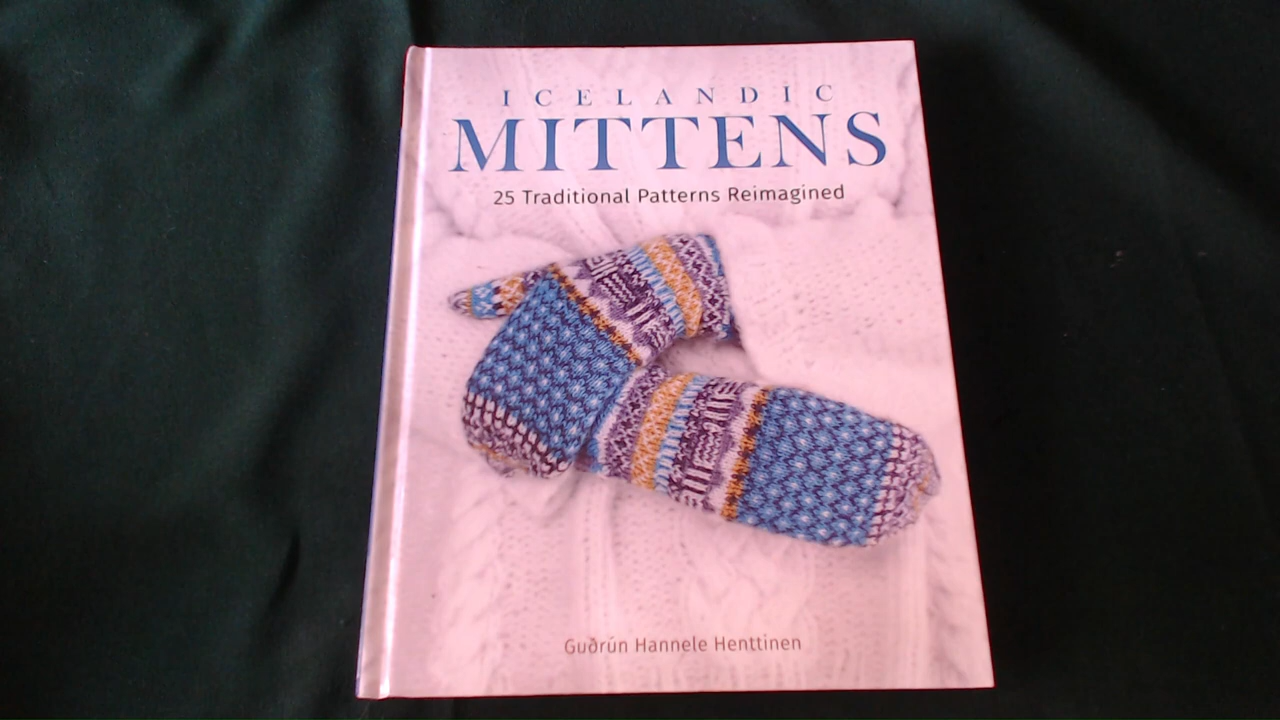 ICELANDIC
MITTENS
25 Traditional Patterns Reimagined
Guðrún Hannele Henttinen